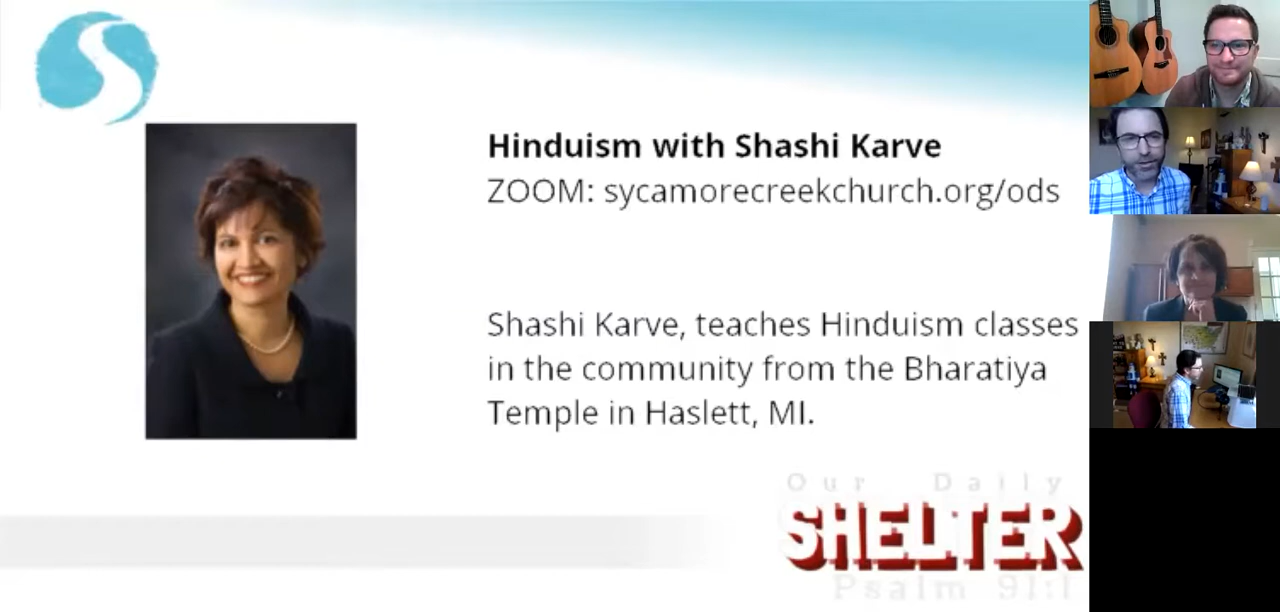 Hinduism with Shashi Karve
ZOOM: sycamorecreekchurch.org/ods
Shashi Karve, teaches Hinduism classes
in the community from the Bharatiya
Temple in Haslett, MI.
Our Daily
SHELTER
Psalm 91:1